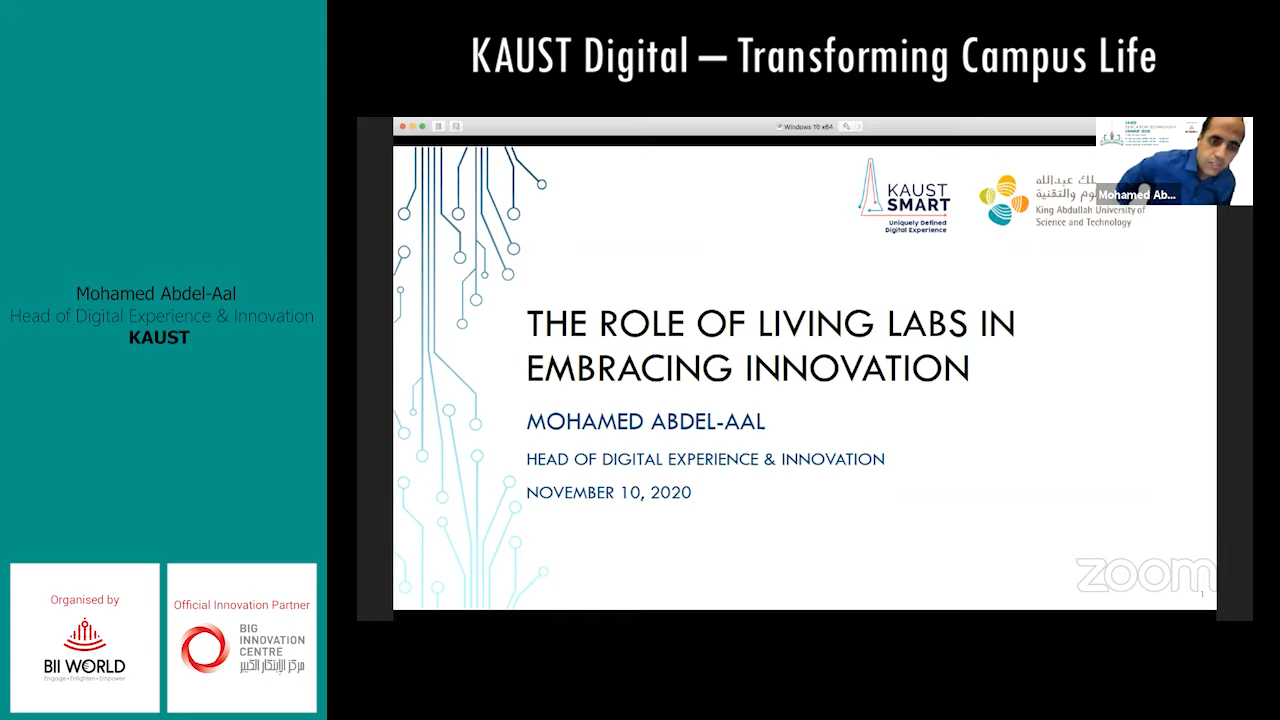 KAUST Digital – Transforming Campus Life
Windows 10 x64
Mohamed Ab...
KAUST
SMART
Uniquely Defined
Digital Experience
King Abdullah University of
Science and Technology
THE ROLE OF LIVING LABS IN
EMBRACING INNOVATION
MOHAMED ABDEL-AAL
HEAD OF DIGITAL EXPERIENCE & INNOVATION
NOVEMBER 10, 2020
zoom
Mohamed Abdel-Aal
Head of Digital Experience & Innovation
KAUST
Organised by
BII WORLD
Engage • Enlighten • Empower
Official Innovation Partner
BIG
INNOVATION
CENTRE
مركز الإبتكار الكبير